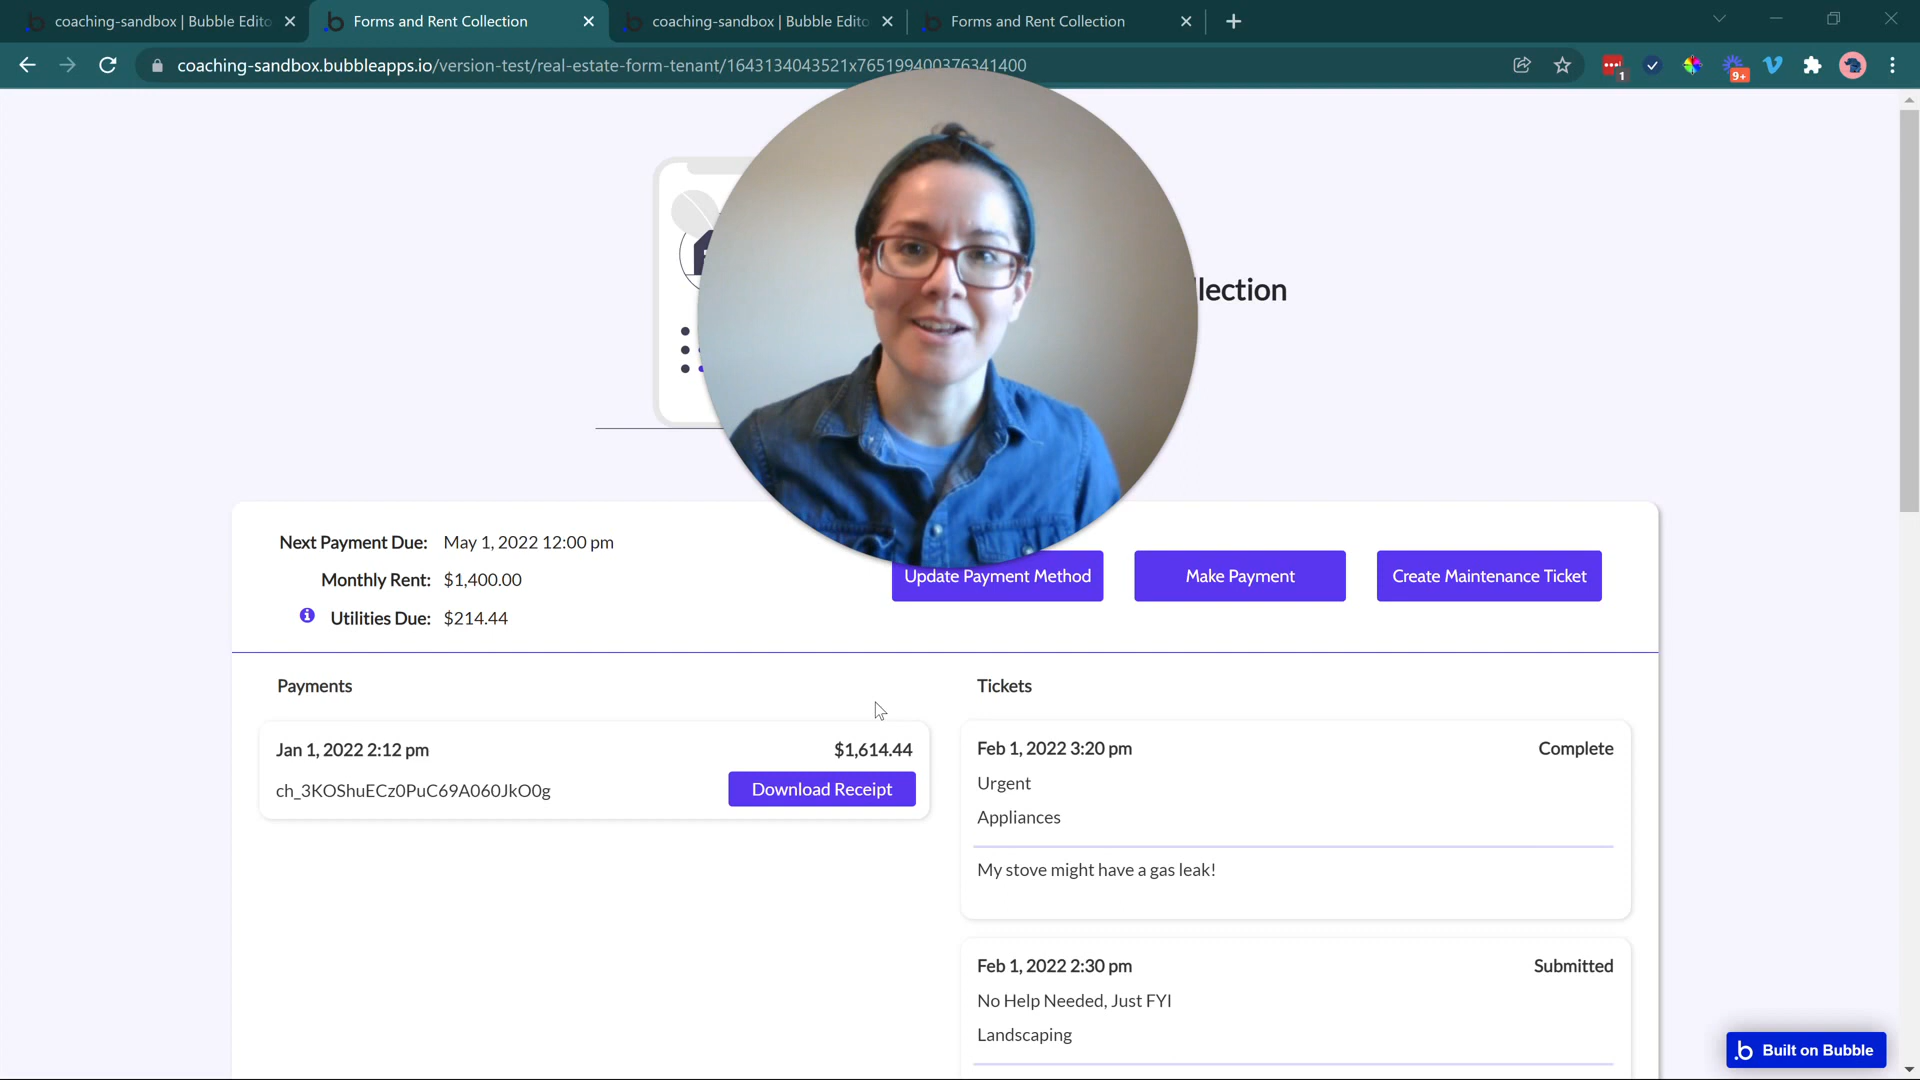 coaching-sandbox | Bubble Edito
Forms and Rent Collection
coaching-sandbox | Bubble Edito
Forms and Rent Collection
coaching-sandbox.bubbleapps.io/version-test/real-estate-form-tenant/1643134043521x765199400376341400
1
9+
llection
Next Payment Due: May 1, 2022 12:00 pm
Monthly Rent: $1,400.00
Utilities Due: $214.44
Update Payment Method
Make Payment
Create Maintenance Ticket
Payments
Jan 1, 2022 2:12 pm $1,614.44
ch_3KOShuECz0PuC69A060JkO0g
Download Receipt
Tickets
Feb 1, 2022 3:20 pm Complete
Urgent
Appliances
My stove might have a gas leak!
Feb 1, 2022 2:30 pm Submitted
No Help Needed, Just FYI
Landscaping
Built on Bubble